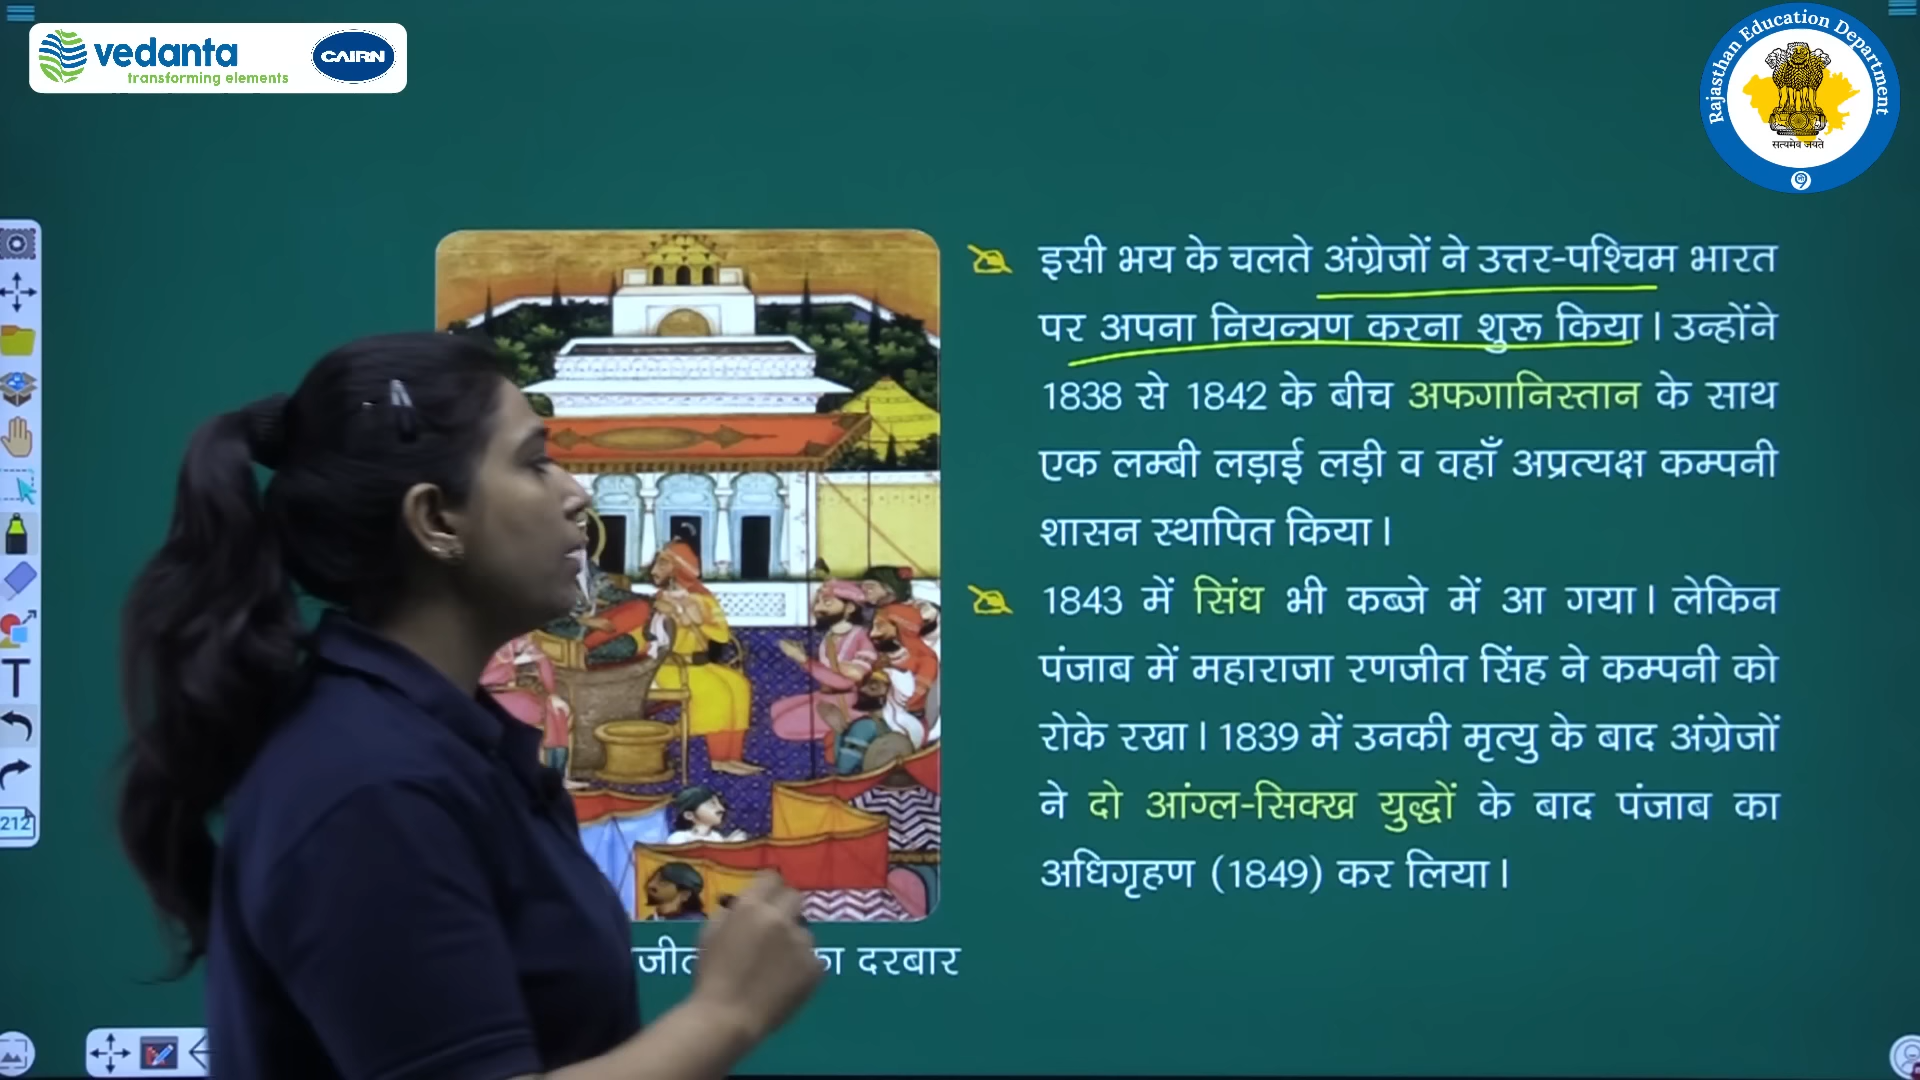 vedanta
transforming elements
CAIRN
Rajasthan Education Department
सत्यमेव जयते
इसी भय के चलते अंग्रेजों ने उत्तर-पश्चिम भारत
पर अपना नियन्त्रण करना शुरू किया। उन्होंने
1838 से 1842 के बीच अफगानिस्तान के साथ
एक लम्बी लड़ाई लड़ी व वहाँ अप्रत्यक्ष कम्पनी
शासन स्थापित किया।
1843 में सिंध भी कब्जे में आ गया। लेकिन
पंजाब में महाराजा रणजीत सिंह ने कम्पनी को
रोके रखा। 1839 में उनकी मृत्यु के बाद अंग्रेजों
ने दो आंग्ल-सिक्ख युद्धों के बाद पंजाब का
अधिगृहण (1849) कर लिया।
का दरबार
T
212